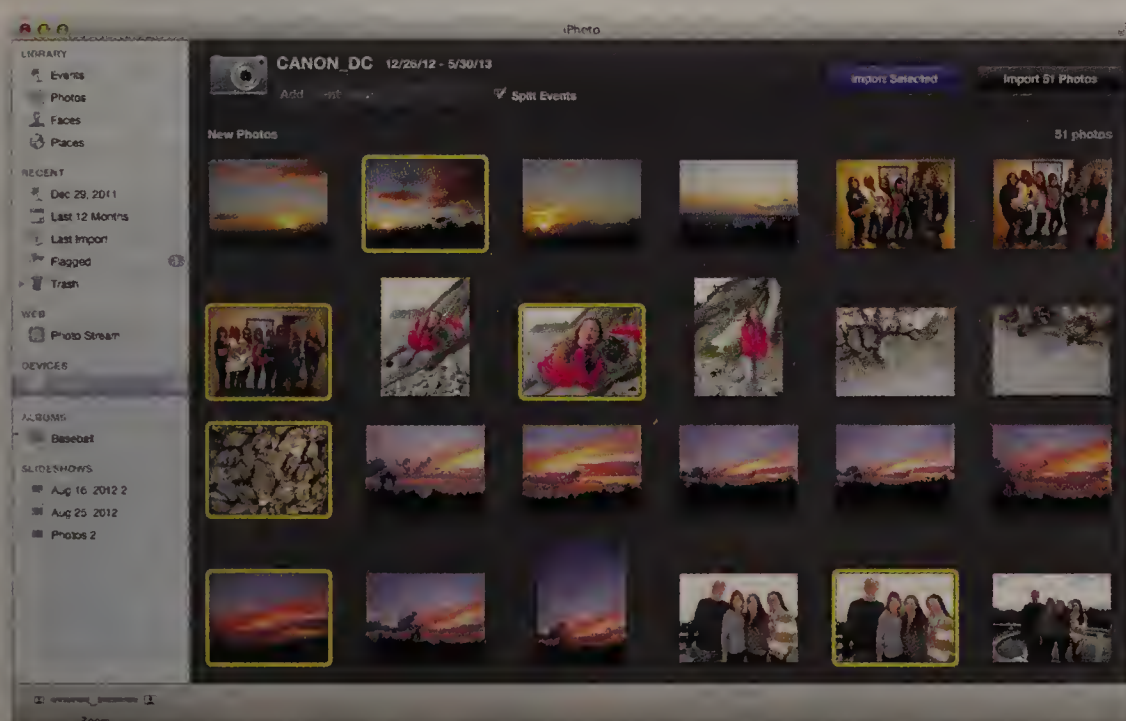 iPhoto
LIBRARY
Events
Photos
Faces
Places
RECENT
Dec 29, 2011
Last 12 Months
Last Import
Flagged
Trash
WEB
Photo Stream
DEVICES
ALBUMS
Baseball
SLIDESHOWS
Aug 16 2012 2
Aug 25 2012
Photos 2
CANON_DC 12/26/12 - 5/30/13
Add
Split Events
Import Selected
Import 51 Photos
New Photos
51 photos
Zoom